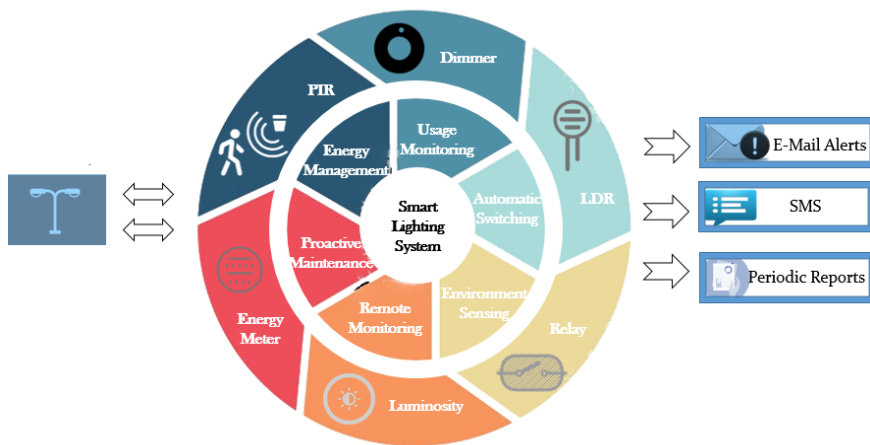 Dimmer
PIR
LDR
Energy
Management
Usage
Monitoring
Automatic
Switching
Smart
Lighting
System
Proactive
Maintenance
Remote
Monitoring
Environment
Sensing
Energy
Meter
Relay
Luminosity
E-Mail Alerts
SMS
Periodic Reports